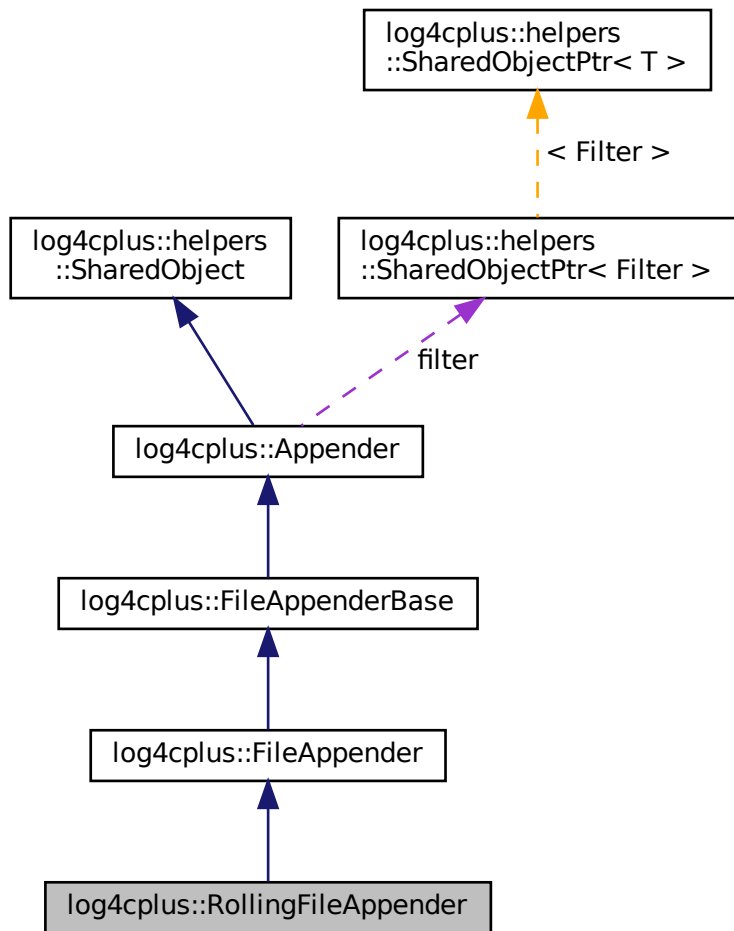 log4cplus::helpers
::SharedObjectPtr< T >
< Filter >
log4cplus::helpers
::SharedObject
log4cplus::helpers
::SharedObjectPtr< Filter >
filter
log4cplus::Appender
log4cplus::FileAppenderBase
log4cplus::FileAppender
log4cplus::RollingFileAppender